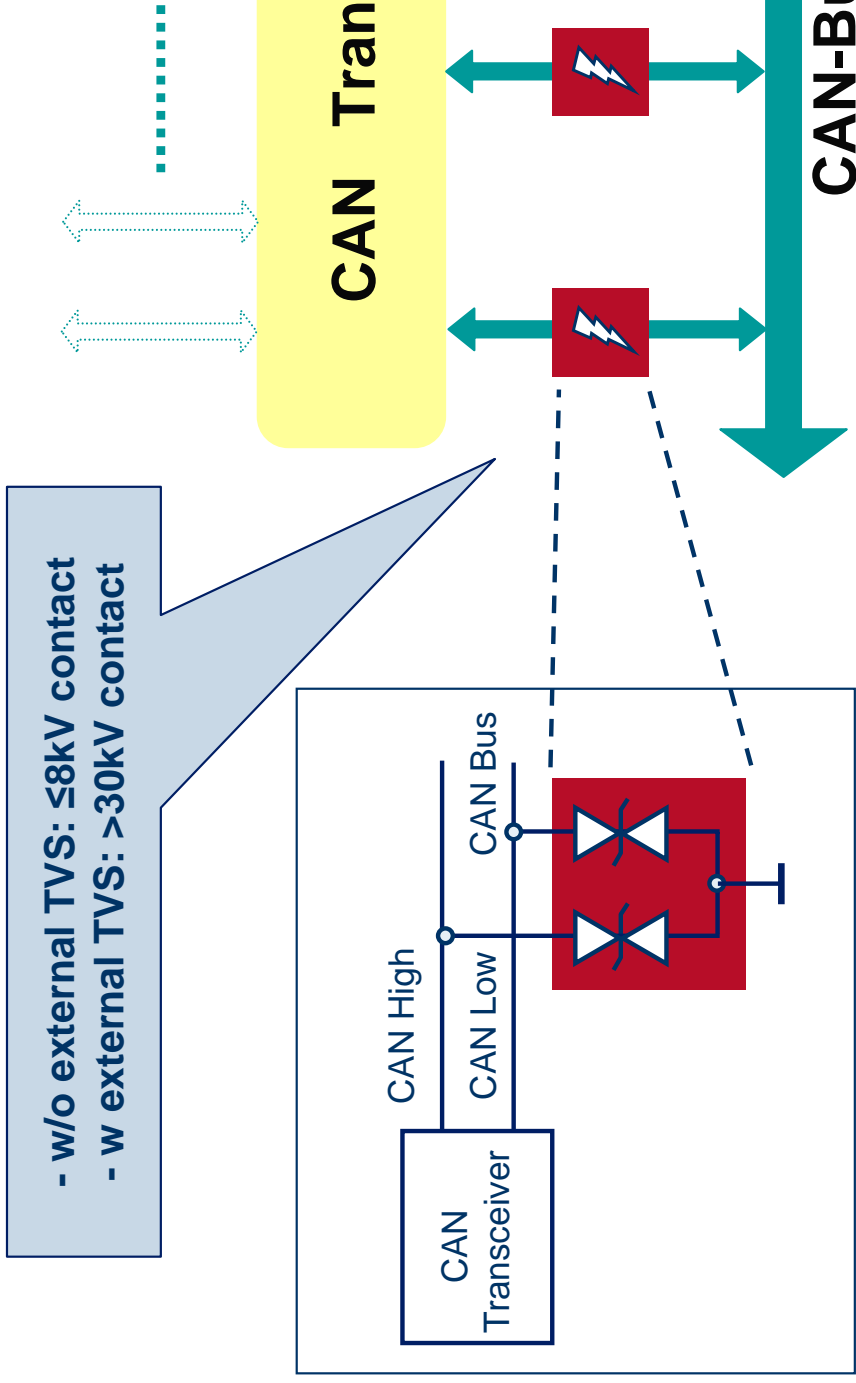 - w/o external TVS: ≤8kV contact
- w external TVS: >30kV contact
CAN Tran
CAN-Bu
CAN High
CAN Low
CAN Bus
CAN
Transceiver